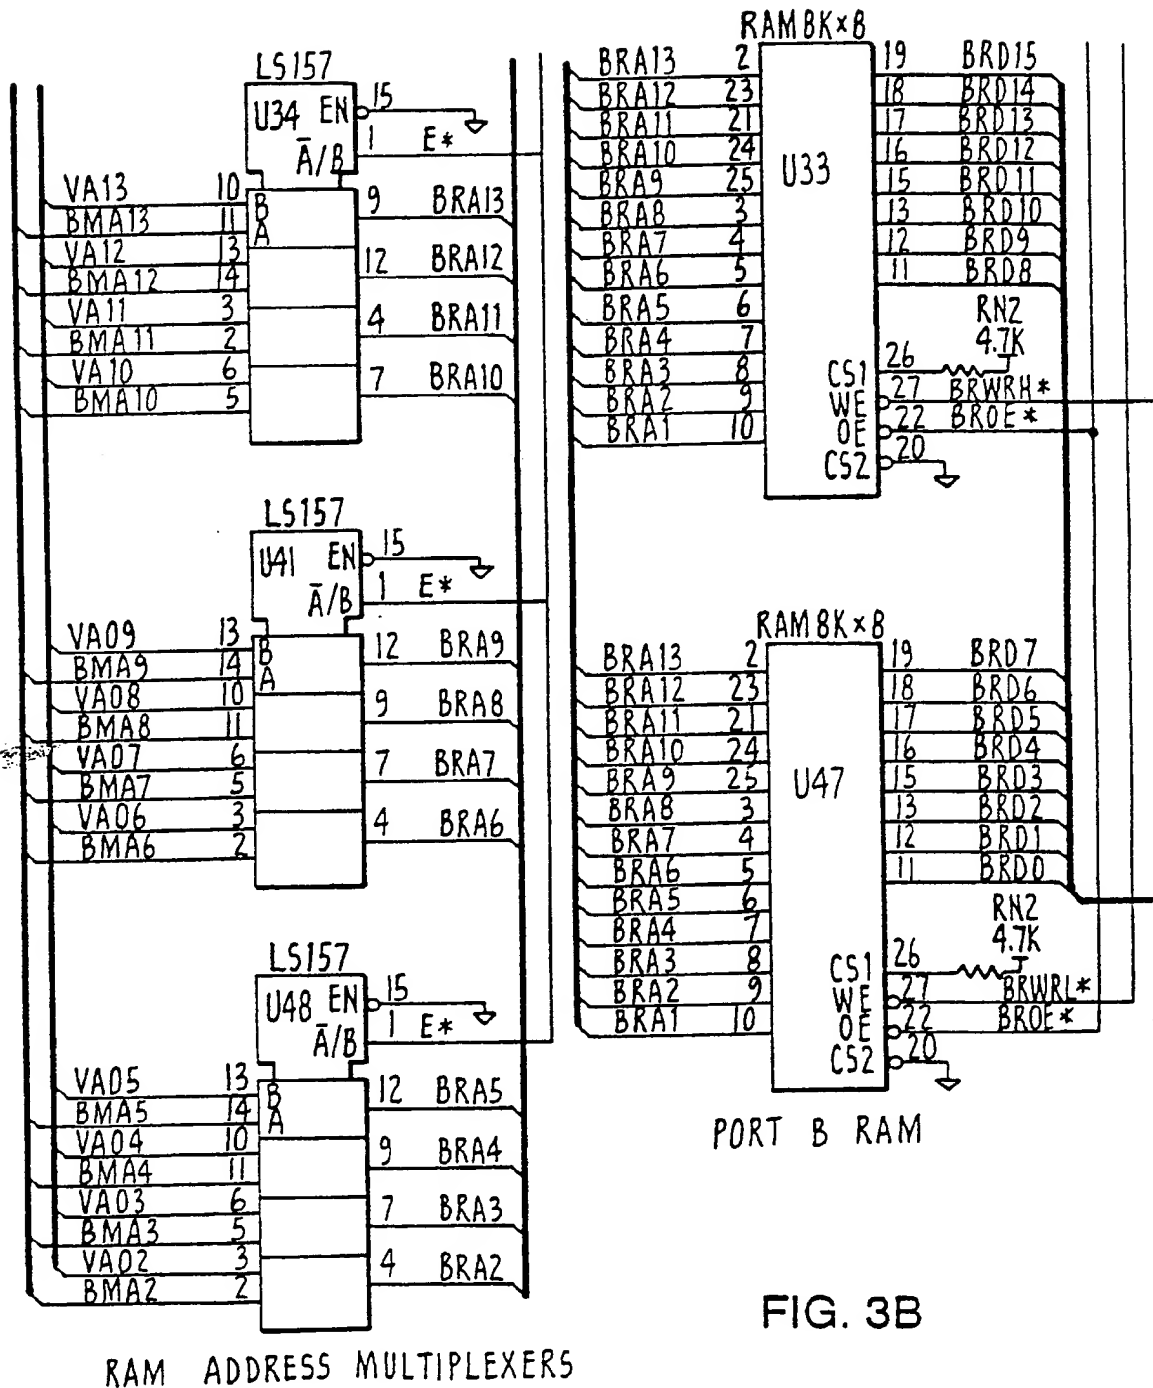 LS157
U34 EN 15
Ā/B 1 E*
VA13 10 B 9 BRA13
BMA13 11 A
VA12 13 12 BRA12
BMA12 14
VA11 3 4 BRA11
BMA11 2
VA10 6 7 BRA10
BMA10 5
LS157
U41 EN 15
Ā/B 1 E*
VA09 13 B 12 BRA9
BMA9 14 A
VA08 10 9 BRA8
BMA8 11
VA07 6 7 BRA7
BMA7 5
VA06 3 4 BRA6
BMA6 2
LS157
U48 EN 15
Ā/B 1 E*
VA05 13 B 12 BRA5
BMA5 14 A
VA04 10 9 BRA4
BMA4 11
VA03 6 7 BRA3
BMA3 5
VA02 3 4 BRA2
BMA2 2
RAM ADDRESS MULTIPLEXERS
RAM8K×8
U33
BRA13 2 19 BRD15
BRA12 23 18 BRD14
BRA11 21 17 BRD13
BRA10 24 16 BRD12
BRA9 25 15 BRD11
BRA8 3 13 BRD10
BRA7 4 12 BRD9
BRA6 5 11 BRD8
BRA5 6
BRA4 7
BRA3 8
BRA2 9
BRA1 10
RN2
4.7K
CS1 26
WE 27 BRWRH*
OE 22 BROE*
CS2 20
RAM8K×8
U47
BRA13 2 19 BRD7
BRA12 23 18 BRD6
BRA11 21 17 BRD5
BRA10 24 16 BRD4
BRA9 25 15 BRD3
BRA8 3 13 BRD2
BRA7 4 12 BRD1
BRA6 5 11 BRD0
BRA5 6
BRA4 7
BRA3 8
BRA2 9
BRA1 10
RN2
4.7K
CS1 26
WE 27 BRWRL*
OE 22 BROE*
CS2 20
PORT B RAM
FIG. 3B